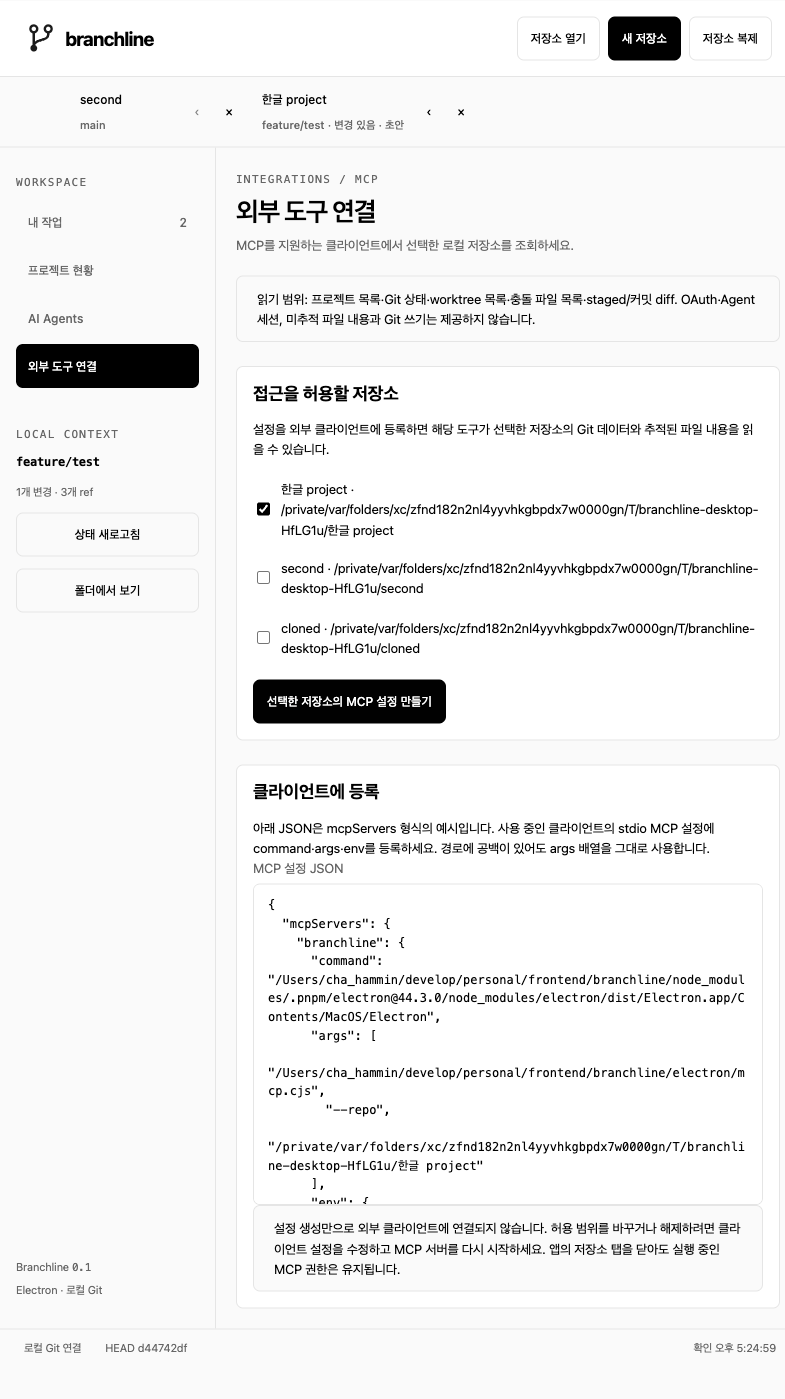 branchline
저장소 열기
새 저장소
저장소 복제
second
main
‹
×
한글 project
feature/test · 변경 있음 · 초안
‹
×
WORKSPACE
내 작업
2
프로젝트 현황
AI Agents
외부 도구 연결
LOCAL CONTEXT
feature/test
1개 변경 · 3개 ref
상태 새로고침
폴더에서 보기
Branchline 0.1
Electron · 로컬 Git
INTEGRATIONS / MCP
외부 도구 연결
MCP를 지원하는 클라이언트에서 선택한 로컬 저장소를 조회하세요.
읽기 범위: 프로젝트 목록·Git 상태·worktree 목록·충돌 파일 목록·staged/커밋 diff. OAuth·Agent
세션, 미추적 파일 내용과 Git 쓰기는 제공하지 않습니다.
접근을 허용할 저장소
설정을 외부 클라이언트에 등록하면 해당 도구가 선택한 저장소의 Git 데이터와 추적된 파일 내용을 읽
을 수 있습니다.
한글 project ·
/private/var/folders/xc/zfnd182n2nl4yyvhkgbpdx7w0000gn/T/branchline-desktop-
HfLG1u/한글 project
second · /private/var/folders/xc/zfnd182n2nl4yyvhkgbpdx7w0000gn/T/branchline-
desktop-HfLG1u/second
cloned · /private/var/folders/xc/zfnd182n2nl4yyvhkgbpdx7w0000gn/T/branchline-
desktop-HfLG1u/cloned
선택한 저장소의 MCP 설정 만들기
클라이언트에 등록
아래 JSON은 mcpServers 형식의 예시입니다. 사용 중인 클라이언트의 stdio MCP 설정에
command·args·env를 등록하세요. 경로에 공백이 있어도 args 배열을 그대로 사용합니다.
MCP 설정 JSON
{
"mcpServers": {
"branchline": {
"command":
"/Users/cha_hammin/develop/personal/frontend/branchline/node_modul
es/.pnpm/electron@44.3.0/node_modules/electron/dist/Electron.app/C
ontents/MacOS/Electron",
"args": [
"/Users/cha_hammin/develop/personal/frontend/branchline/electron/m
cp.cjs",
"--repo",
"/private/var/folders/xc/zfnd182n2nl4yyvhkgbpdx7w0000gn/T/branchli
ne-desktop-HfLG1u/한글 project"
],
"env": {
설정 생성만으로 외부 클라이언트에 연결되지 않습니다. 허용 범위를 바꾸거나 해제하려면 클라
이언트 설정을 수정하고 MCP 서버를 다시 시작하세요. 앱의 저장소 탭을 닫아도 실행 중인
MCP 권한은 유지됩니다.
로컬 Git 연결
HEAD d44742df
확인 오후 5:24:59